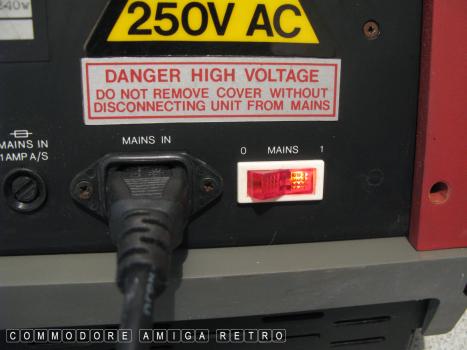 240W
250V AC
DANGER HIGH VOLTAGE
DO NOT REMOVE COVER WITHOUT
DISCONNECTING UNIT FROM MAINS
MAINS IN
1AMP A/S
MAINS IN
0 MAINS 1
COMMODORE AMIGA RETRO